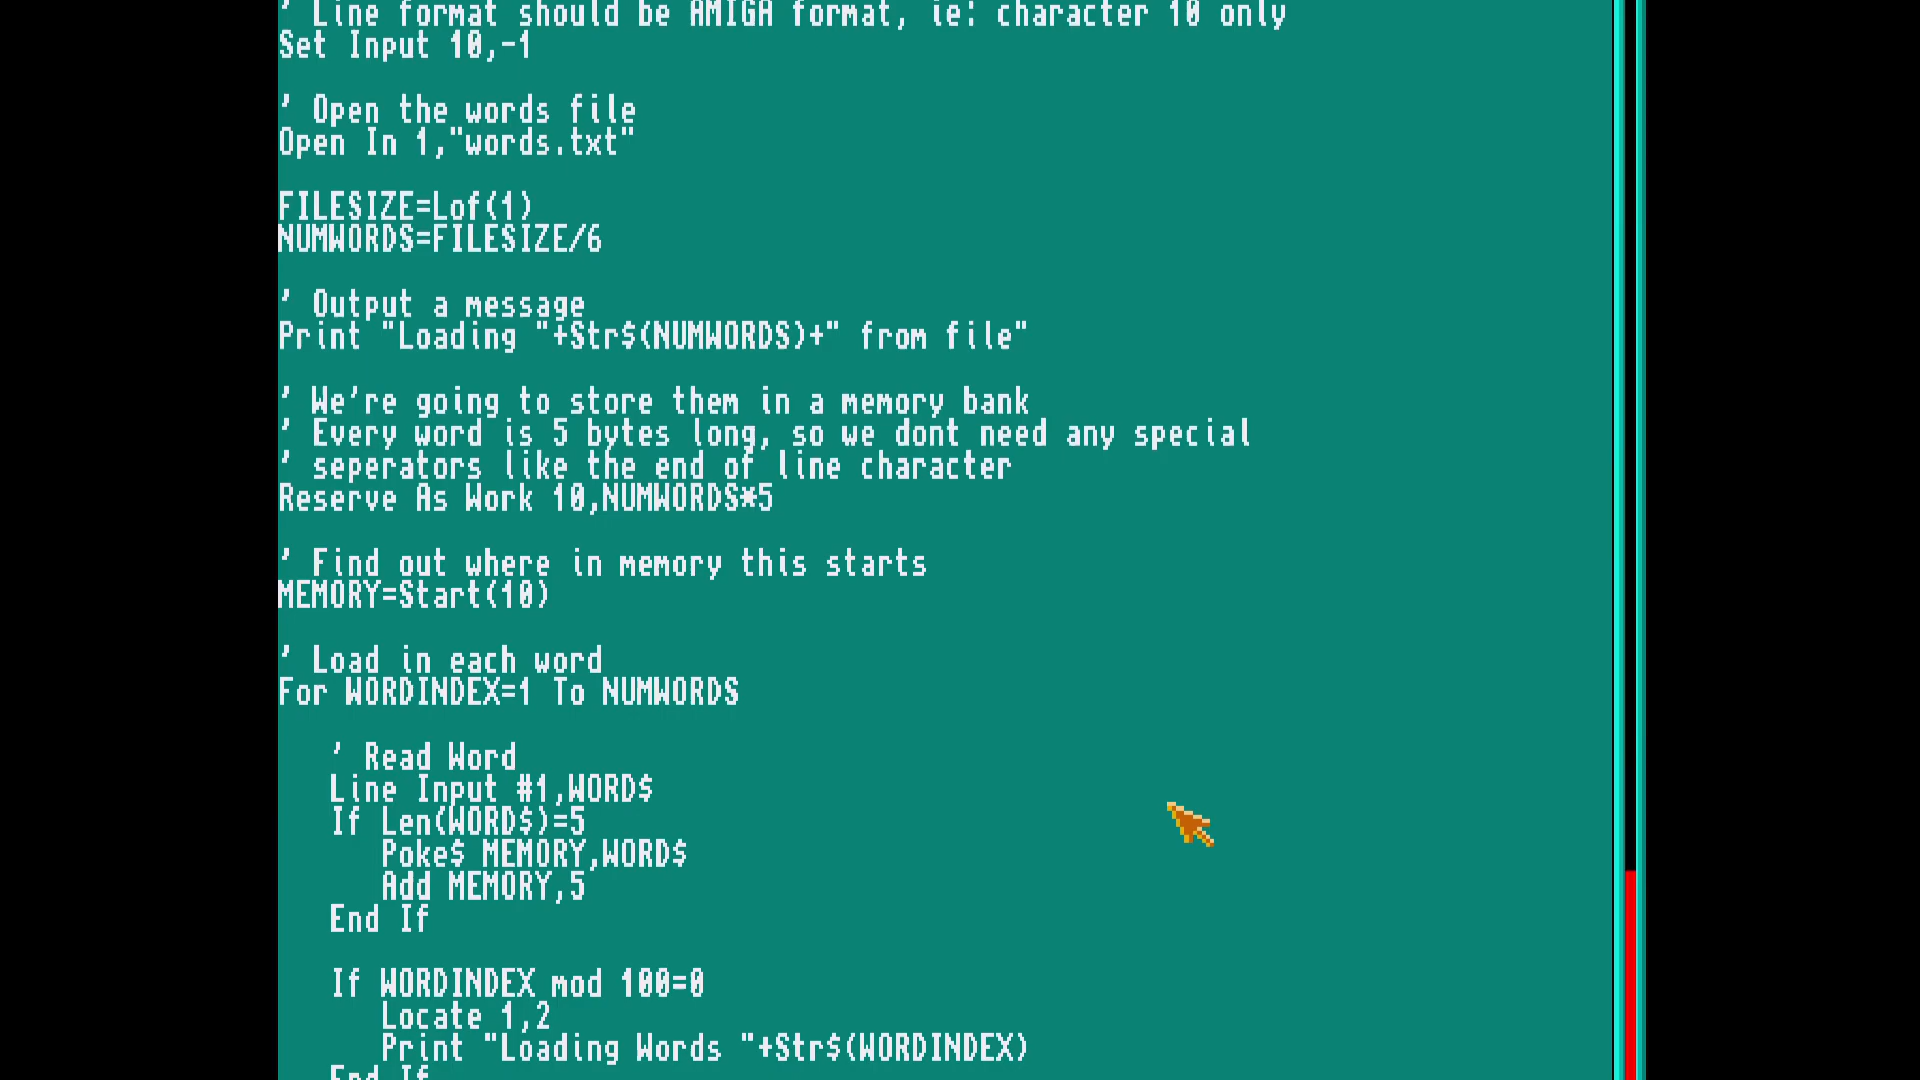 ' Line format should be AMIGA format, ie: character 10 only
Set Input 10,-1
' Open the words file
Open In 1,"words.txt"
FILESIZE=Lof(1)
NUMWORDS=FILESIZE/6
' Output a message
Print "Loading "+Str$(NUMWORDS)+" from file"
' We're going to store them in a memory bank
' Every word is 5 bytes long, so we dont need any special
' seperators like the end of line character
Reserve As Work 10,NUMWORDS*5
' Find out where in memory this starts
MEMORY=Start(10)
' Load in each word
For WORDINDEX=1 To NUMWORDS
' Read Word
Line Input #1,WORD$
If Len(WORD$)=5
Poke$ MEMORY,WORD$
Add MEMORY,5
End If
If WORDINDEX mod 100=0
Locate 1,2
Print "Loading Words "+Str$(WORDINDEX)
End If